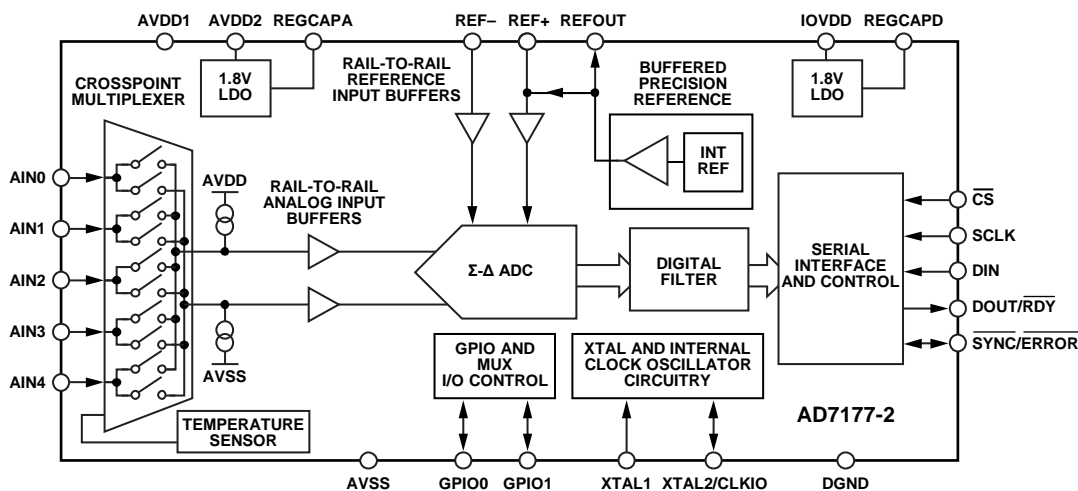 AVDD1
AVDD2
REGCAPA
REF–
REF+
REFOUT
IOVDD
REGCAPD
CROSSPOINT
MULTIPLEXER
1.8V
LDO
RAIL-TO-RAIL
REFERENCE
INPUT BUFFERS
BUFFERED
PRECISION
REFERENCE
INT
REF
1.8V
LDO
AIN0
AIN1
AIN2
AIN3
AIN4
AVDD
RAIL-TO-RAIL
ANALOG INPUT
BUFFERS
AVSS
Σ-Δ ADC
DIGITAL
FILTER
SERIAL
INTERFACE
AND CONTROL
CS
SCLK
DIN
DOUT/RDY
SYNC/ERROR
GPIO AND
MUX
I/O CONTROL
XTAL AND INTERNAL
CLOCK OSCILLATOR
CIRCUITRY
TEMPERATURE
SENSOR
AD7177-2
AVSS
GPIO0
GPIO1
XTAL1
XTAL2/CLKIO
DGND